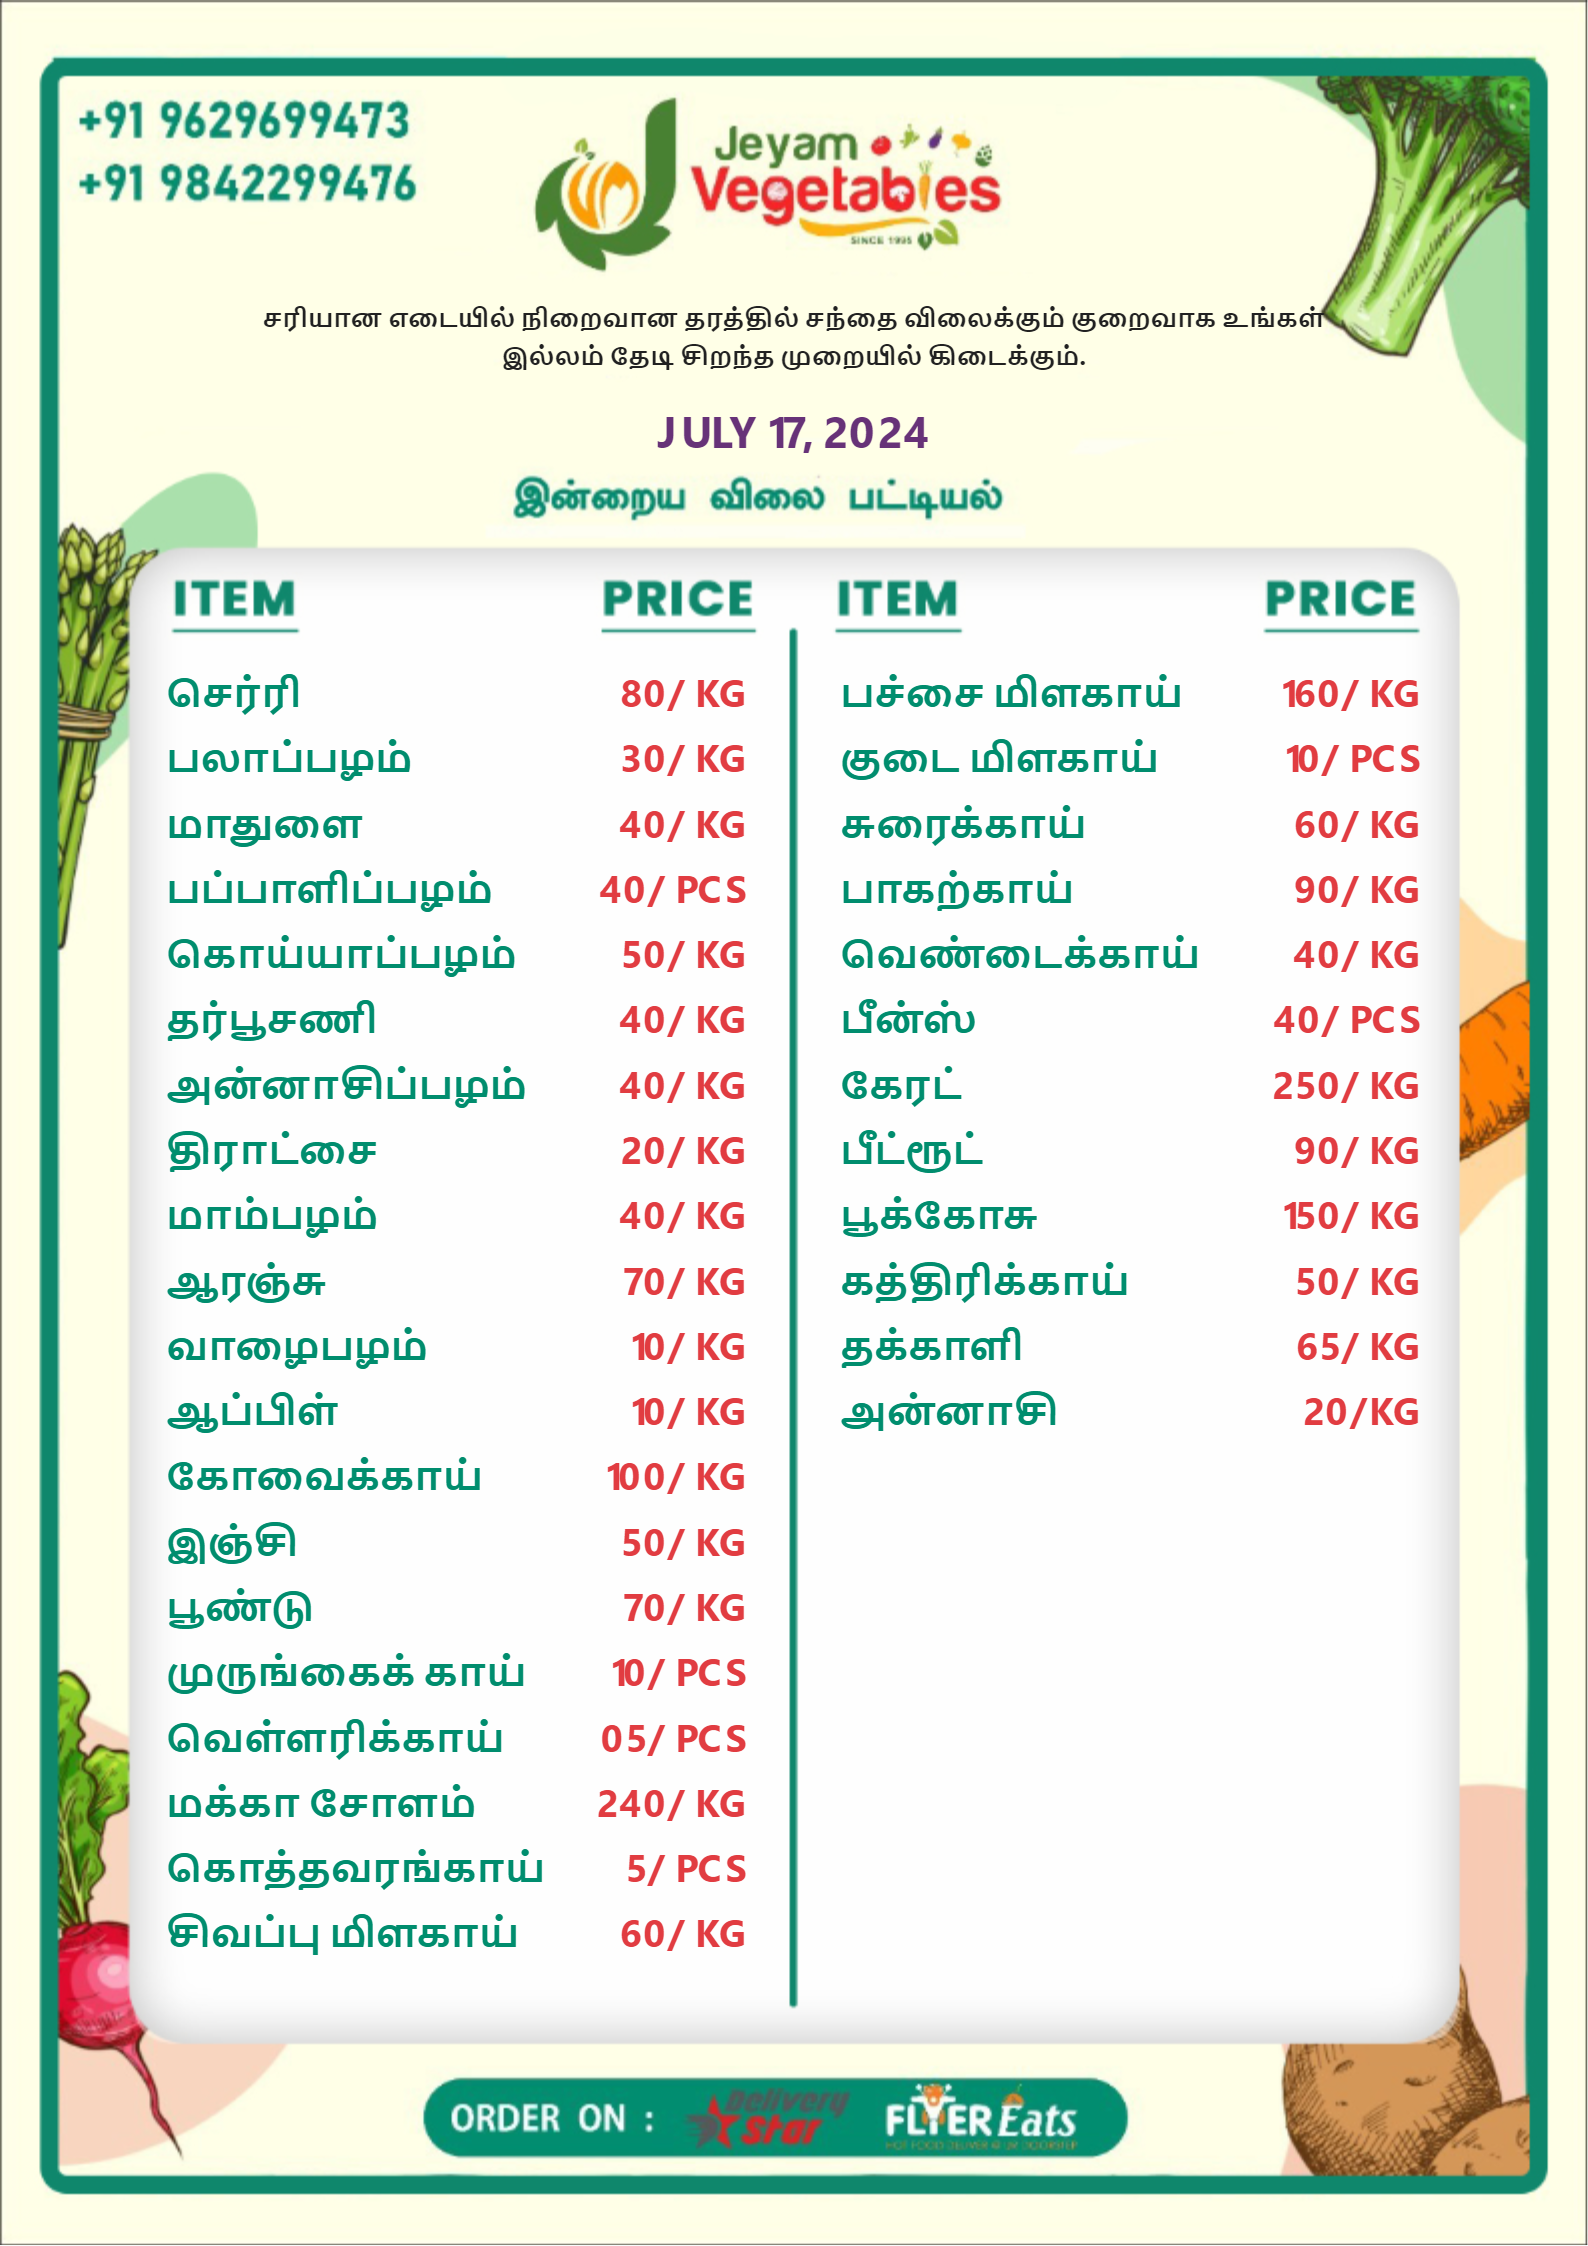 +91 9629699473
+91 9842299476
Jeyam
Vegetables
SINCE 1995
சரியான எடையில் நிறைவான தரத்தில் சந்தை விலைக்கும் குறைவாக உங்கள்
இல்லம் தேடி சிறந்த முறையில் கிடைக்கும்.
JULY 17, 2024
இன்றைய விலை பட்டியல்
ITEM PRICE
செர்ரி 80/ KG
பலாப்பழம் 30/ KG
மாதுளை 40/ KG
பப்பாளிப்பழம் 40/ PCS
கொய்யாப்பழம் 50/ KG
தர்பூசணி 40/ KG
அன்னாசிப்பழம் 40/ KG
திராட்சை 20/ KG
மாம்பழம் 40/ KG
ஆரஞ்சு 70/ KG
வாழைபழம் 10/ KG
ஆப்பிள் 10/ KG
கோவைக்காய் 100/ KG
இஞ்சி 50/ KG
பூண்டு 70/ KG
முருங்கைக் காய் 10/ PCS
வெள்ளரிக்காய் 05/ PCS
மக்கா சோளம் 240/ KG
கொத்தவரங்காய் 5/ PCS
சிவப்பு மிளகாய் 60/ KG
ITEM PRICE
பச்சை மிளகாய் 160/ KG
குடை மிளகாய் 10/ PCS
சுரைக்காய் 60/ KG
பாகற்காய் 90/ KG
வெண்டைக்காய் 40/ KG
பீன்ஸ் 40/ PCS
கேரட் 250/ KG
பீட்ரூட் 90/ KG
பூக்கோசு 150/ KG
கத்திரிக்காய் 50/ KG
தக்காளி 65/ KG
அன்னாசி 20/KG
ORDER ON :
Delivery
Star
FLYER Eats